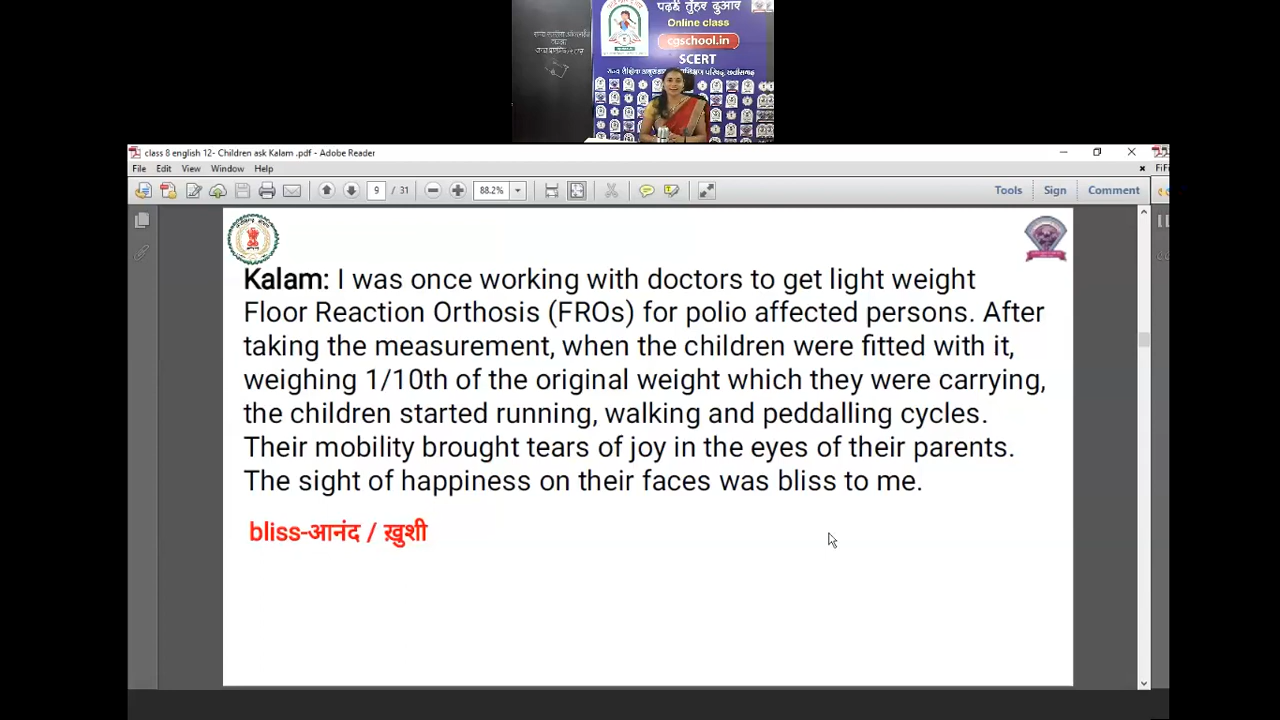 पढ़ई तुंहर दुआर
Online class
cgschool.in
SCERT
class 8 english 12- Children ask Kalam .pdf - Adobe Reader
File Edit View Window Help
9 / 31 88.2% Tools Sign Comment
Kalam: I was once working with doctors to get light weight
Floor Reaction Orthosis (FROs) for polio affected persons. After
taking the measurement, when the children were fitted with it,
weighing 1/10th of the original weight which they were carrying,
the children started running, walking and peddalling cycles.
Their mobility brought tears of joy in the eyes of their parents.
The sight of happiness on their faces was bliss to me.
bliss-आनंद / ख़ुशी